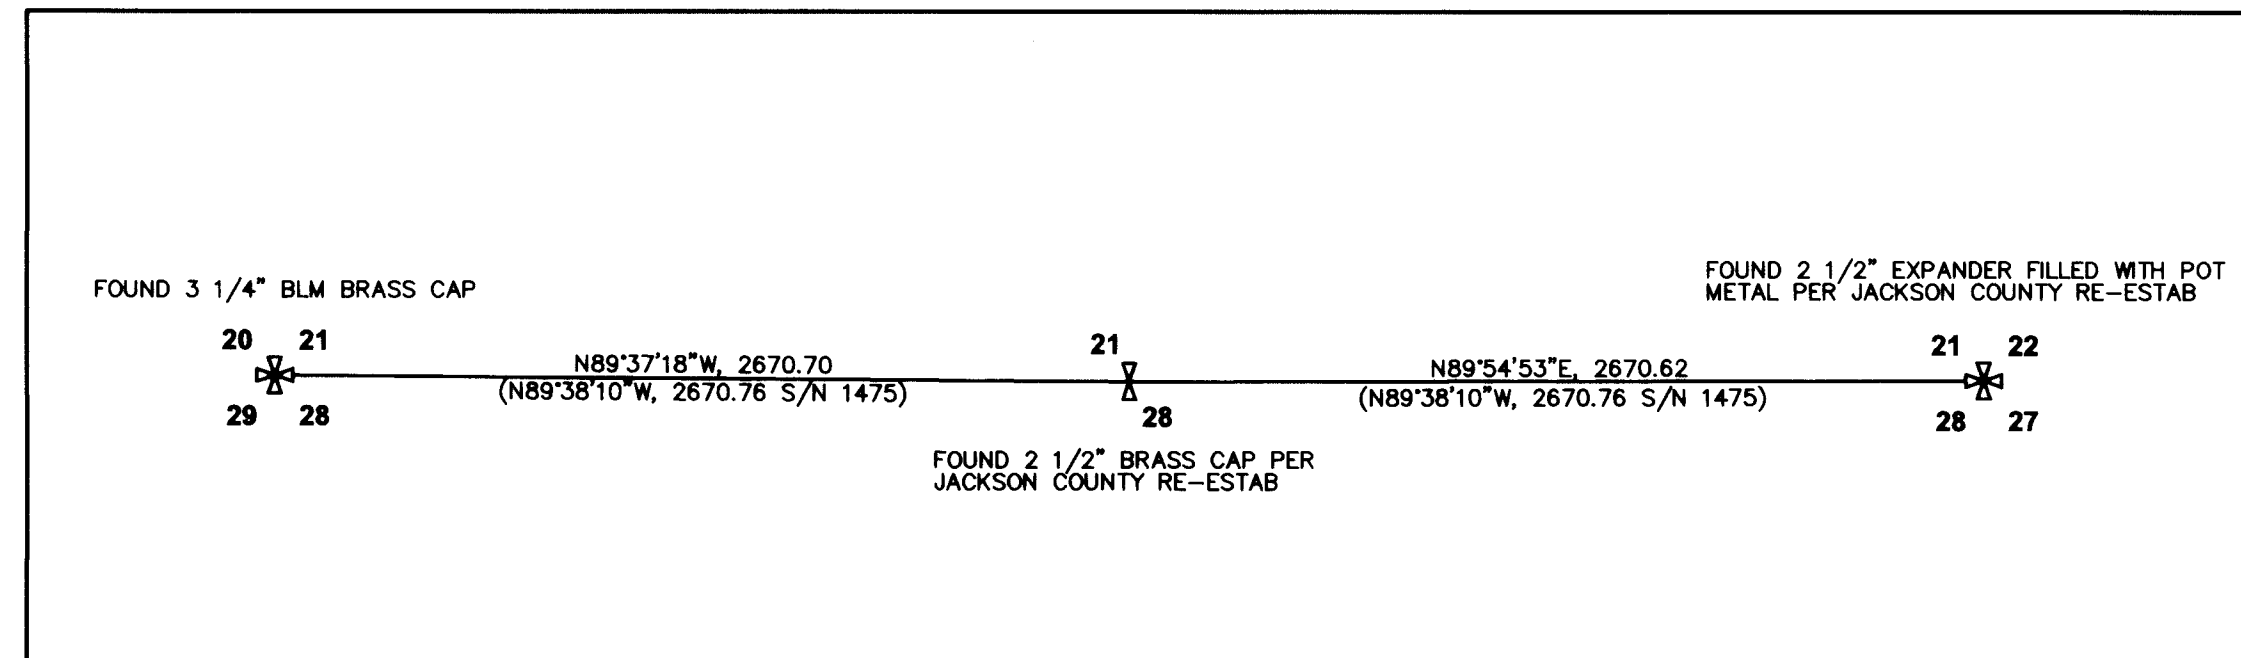 FOUND 3 1/4" BLM BRASS CAP
FOUND 2 1/2" EXPANDER FILLED WITH POT
METAL PER JACKSON COUNTY RE-ESTAB
20 21
21
21 22
N89°37'18"W, 2670.70
N89°54'53"E, 2670.62
(N89°38'10"W, 2670.76 S/N 1475)
(N89°38'10"W, 2670.76 S/N 1475)
29 28
28
28 27
FOUND 2 1/2" BRASS CAP PER
JACKSON COUNTY RE-ESTAB